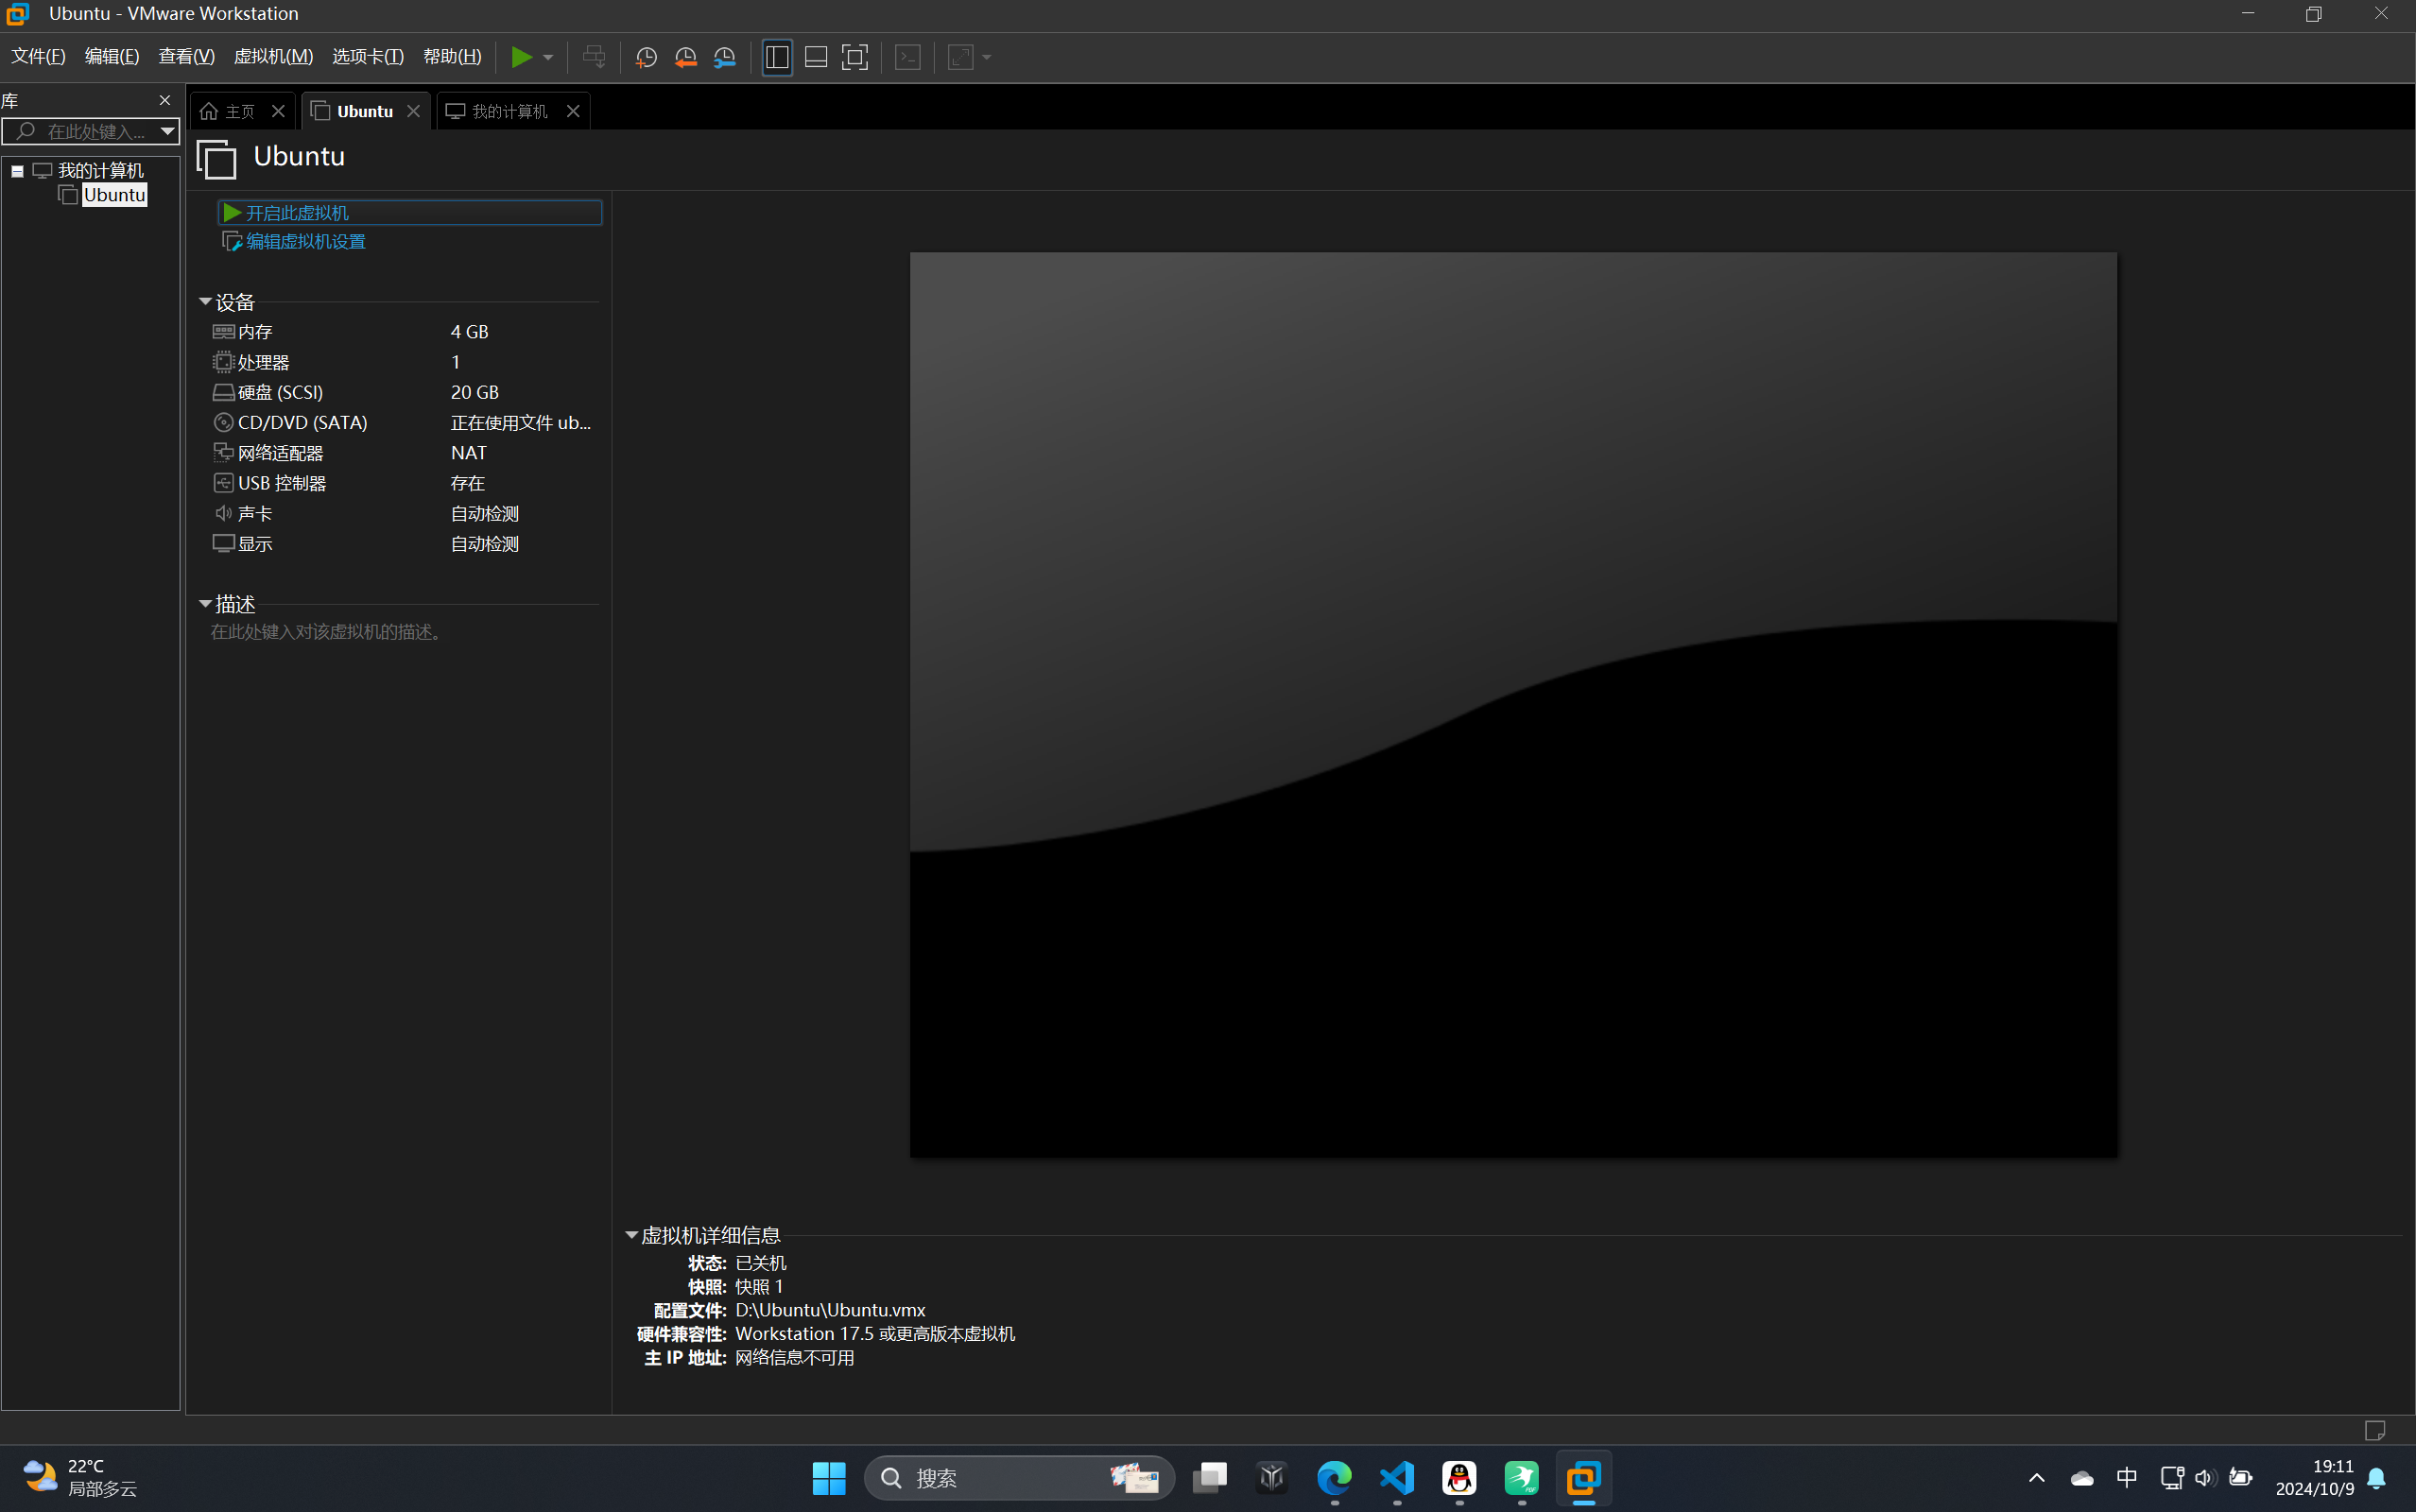 Ubuntu - VMware Workstation
文件(F) 编辑(E) 查看(V) 虚拟机(M) 选项卡(T) 帮助(H)
库
在此处键入...
我的计算机
Ubuntu
主页 Ubuntu 我的计算机
Ubuntu
开启此虚拟机
编辑虚拟机设置
设备
内存 4 GB
处理器 1
硬盘 (SCSI) 20 GB
CD/DVD (SATA) 正在使用文件 ub...
网络适配器 NAT
USB 控制器 存在
声卡 自动检测
显示 自动检测
描述
在此处键入对该虚拟机的描述。
虚拟机详细信息
状态: 已关机
快照: 快照 1
配置文件: D:\Ubuntu\Ubuntu.vmx
硬件兼容性: Workstation 17.5 或更高版本虚拟机
主 IP 地址: 网络信息不可用
22°C
局部多云
搜索
中
19:11
2024/10/9